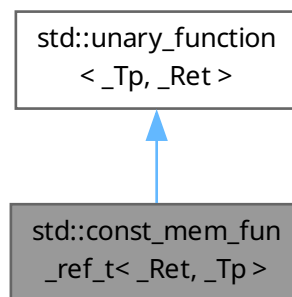 std::unary_function
< _Tp, _Ret >
std::const_mem_fun
_ref_t< _Ret, _Tp >